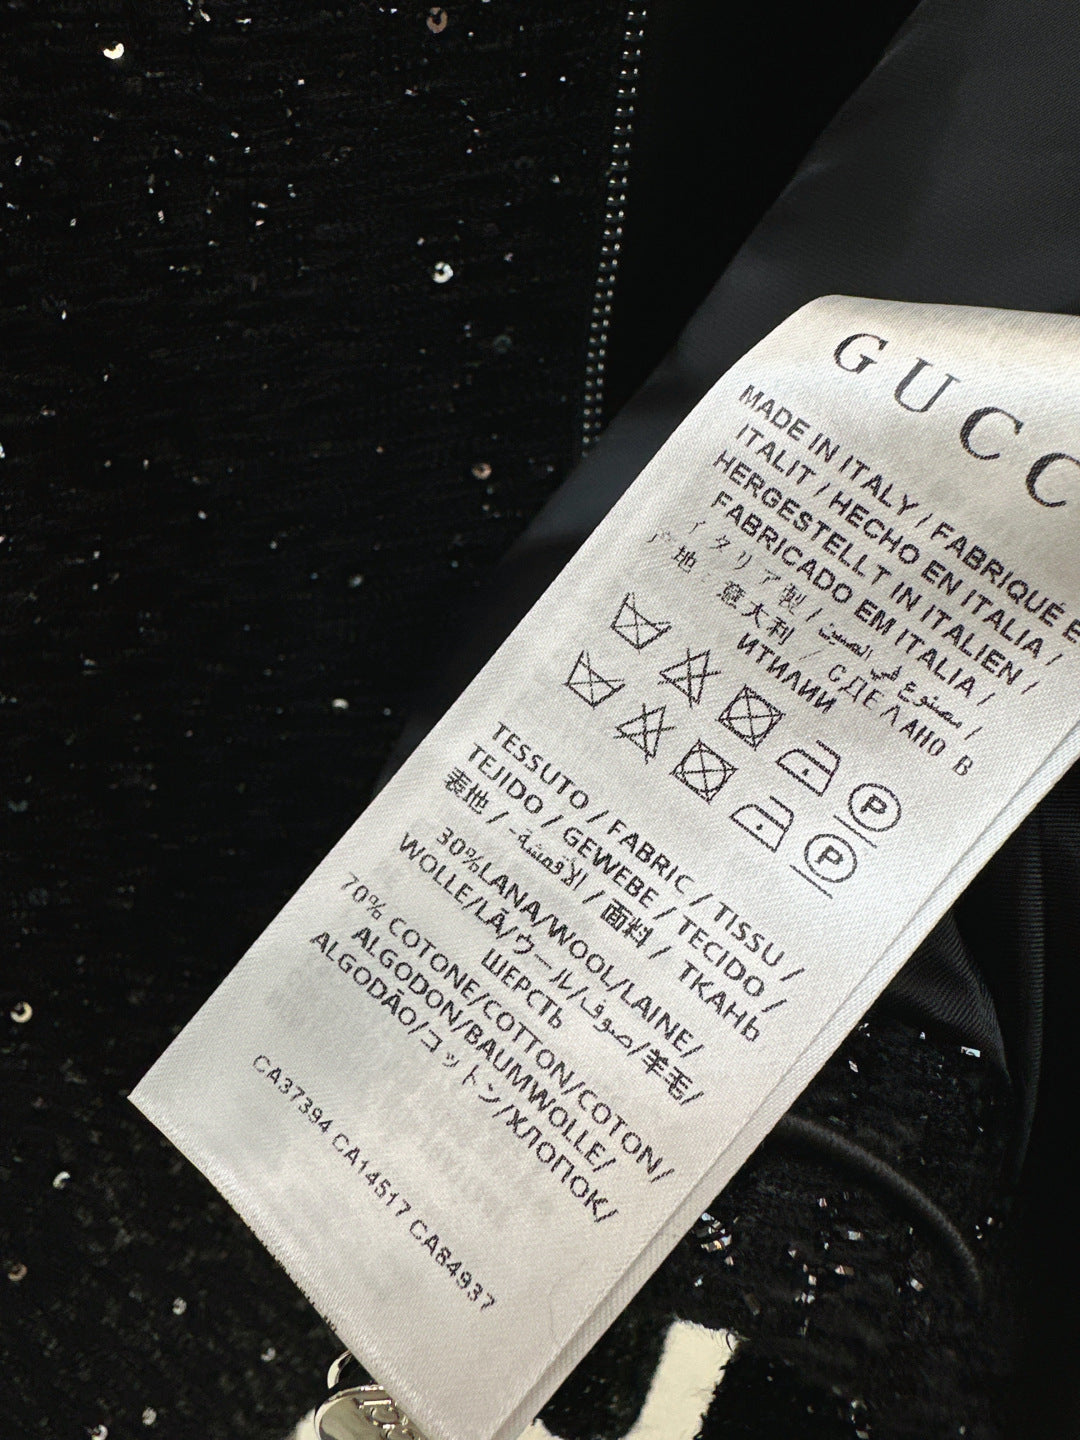 GUCC
MADE IN ITALY / FABRIQUÉ E
ITALIT / HECHO EN ITALIA /
HERGESTELLT IN ITALIEN /
FABRICADO EM ITALIA /
イタリア製 / مصنوع في الصين /
产地：意大利 / СДЕЛАНО В
ИТИЛИИ
P
P
TESSUTO / FABRIC / TISSU /
TEJIDO / GEWEBE / TECIDO /
表地 / الأقمشة- / 面料 / ТКАНЬ
30%LANA/WOOL/LAINE/
WOLLE/LÃ/ウール/صوف/羊毛/
ШЕРСТЬ
70% COTONE/COTTON/COTON/
ALGODON/BAUMWOLLE/
ALGODÃO/コットン/ХЛОПОК/
CA37394 CA14517 CA84937